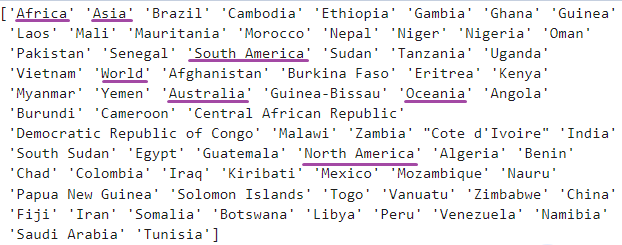 ['Africa' 'Asia' 'Brazil' 'Cambodia' 'Ethiopia' 'Gambia' 'Ghana' 'Guinea'
'Laos' 'Mali' 'Mauritania' 'Morocco' 'Nepal' 'Niger' 'Nigeria' 'Oman'
'Pakistan' 'Senegal' 'South America' 'Sudan' 'Tanzania' 'Uganda'
'Vietnam' 'World' 'Afghanistan' 'Burkina Faso' 'Eritrea' 'Kenya'
'Myanmar' 'Yemen' 'Australia' 'Guinea-Bissau' 'Oceania' 'Angola'
'Burundi' 'Cameroon' 'Central African Republic'
'Democratic Republic of Congo' 'Malawi' 'Zambia' "Cote d'Ivoire" 'India'
'South Sudan' 'Egypt' 'Guatemala' 'North America' 'Algeria' 'Benin'
'Chad' 'Colombia' 'Iraq' 'Kiribati' 'Mexico' 'Mozambique' 'Nauru'
'Papua New Guinea' 'Solomon Islands' 'Togo' 'Vanuatu' 'Zimbabwe' 'China'
'Fiji' 'Iran' 'Somalia' 'Botswana' 'Libya' 'Peru' 'Venezuela' 'Namibia'
'Saudi Arabia' 'Tunisia']